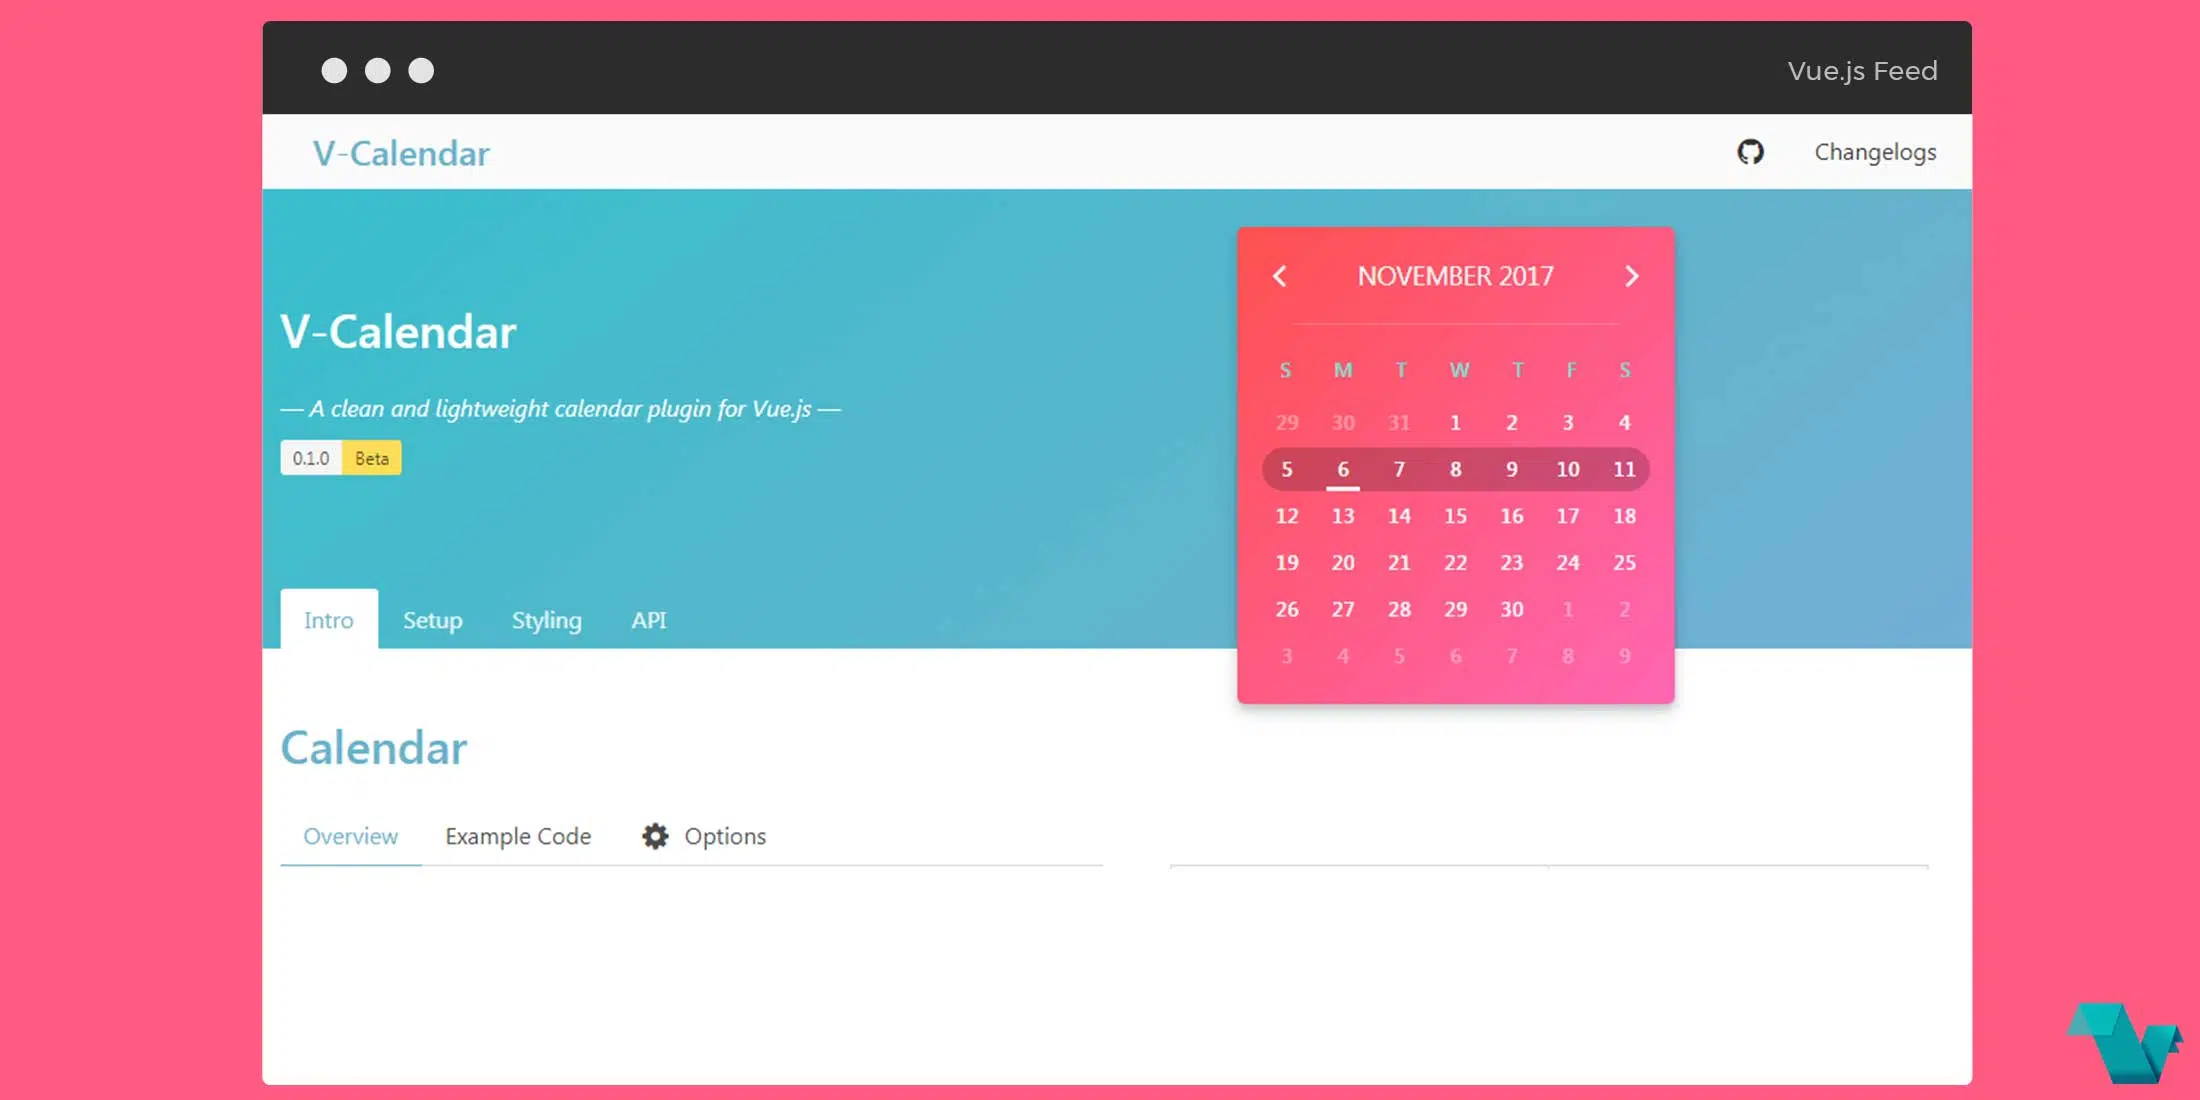 Vue.js Feed
V-Calendar
Changelogs
V-Calendar
— A clean and lightweight calendar plugin for Vue.js —
0.1.0 Beta
Intro Setup Styling API
NOVEMBER 2017
S M T W T F S
29 30 31 1 2 3 4
5 6 7 8 9 10 11
12 13 14 15 16 17 18
19 20 21 22 23 24 25
26 27 28 29 30 1 2
3 4 5 6 7 8 9
Calendar
Overview Example Code Options